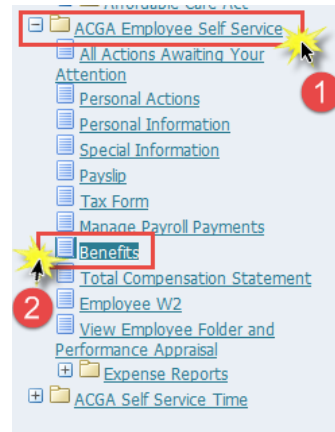 Affordable Care Act
ACGA Employee Self Service
1
All Actions Awaiting Your
Attention
Personal Actions
Personal Information
Special Information
Payslip
Tax Form
Manage Payroll Payments
Benefits
2
Total Compensation Statement
Employee W2
View Employee Folder and
Performance Appraisal
Expense Reports
ACGA Self Service Time